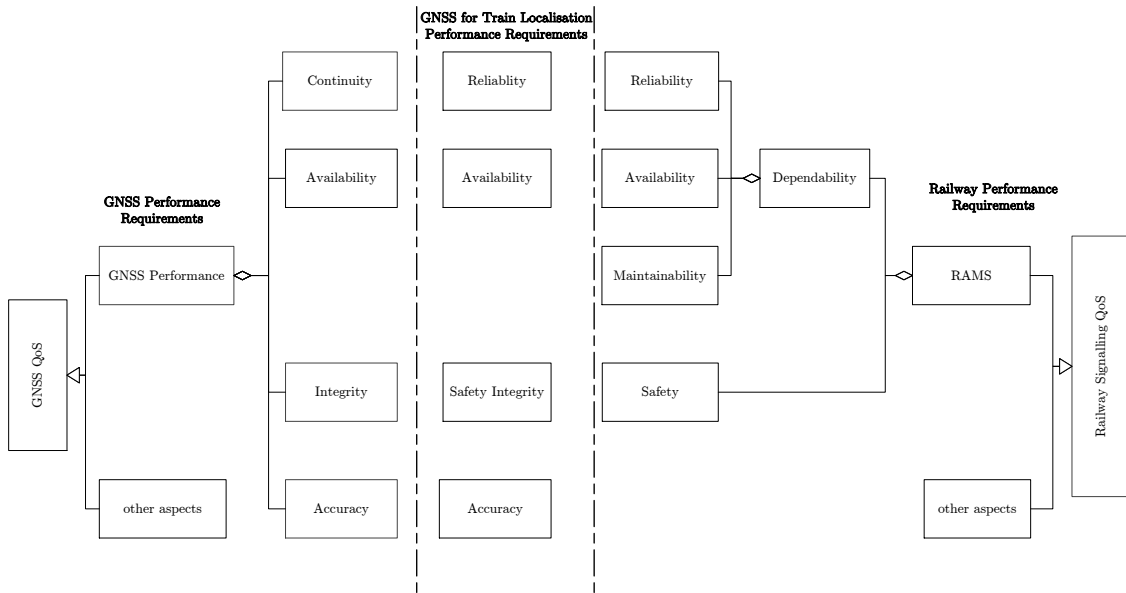 GNSS for Train Localisation
Performance Requirements
Continuity
Reliablity
Reliability
Availability
Availability
Availability
Dependability
GNSS Performance
Requirements
Railway Performance
Requirements
GNSS Performance
Maintainability
RAMS
GNSS QoS
Railway Signalling QoS
Integrity
Safety Integrity
Safety
other aspects
Accuracy
Accuracy
other aspects